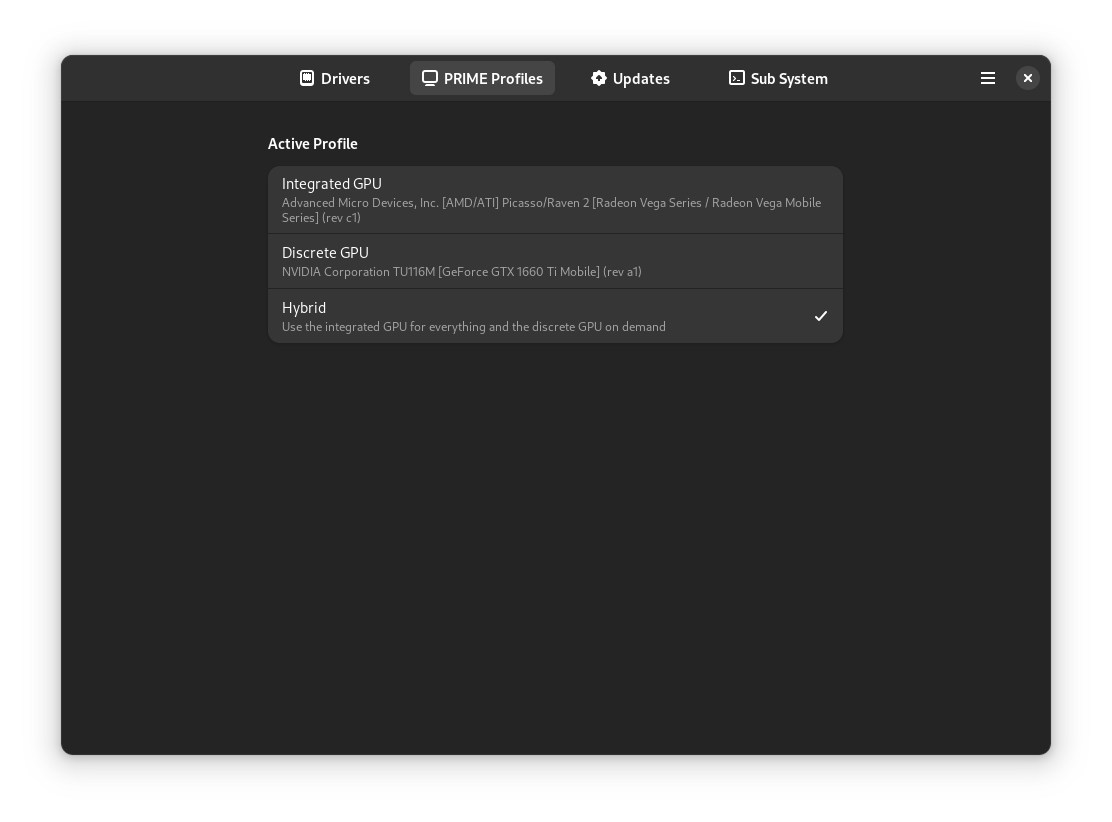 Drivers
PRIME Profiles
Updates
Sub System
Active Profile
Integrated GPU
Advanced Micro Devices, Inc. [AMD/ATI] Picasso/Raven 2 [Radeon Vega Series / Radeon Vega Mobile
Series] (rev c1)
Discrete GPU
NVIDIA Corporation TU116M [GeForce GTX 1660 Ti Mobile] (rev a1)
Hybrid
Use the integrated GPU for everything and the discrete GPU on demand